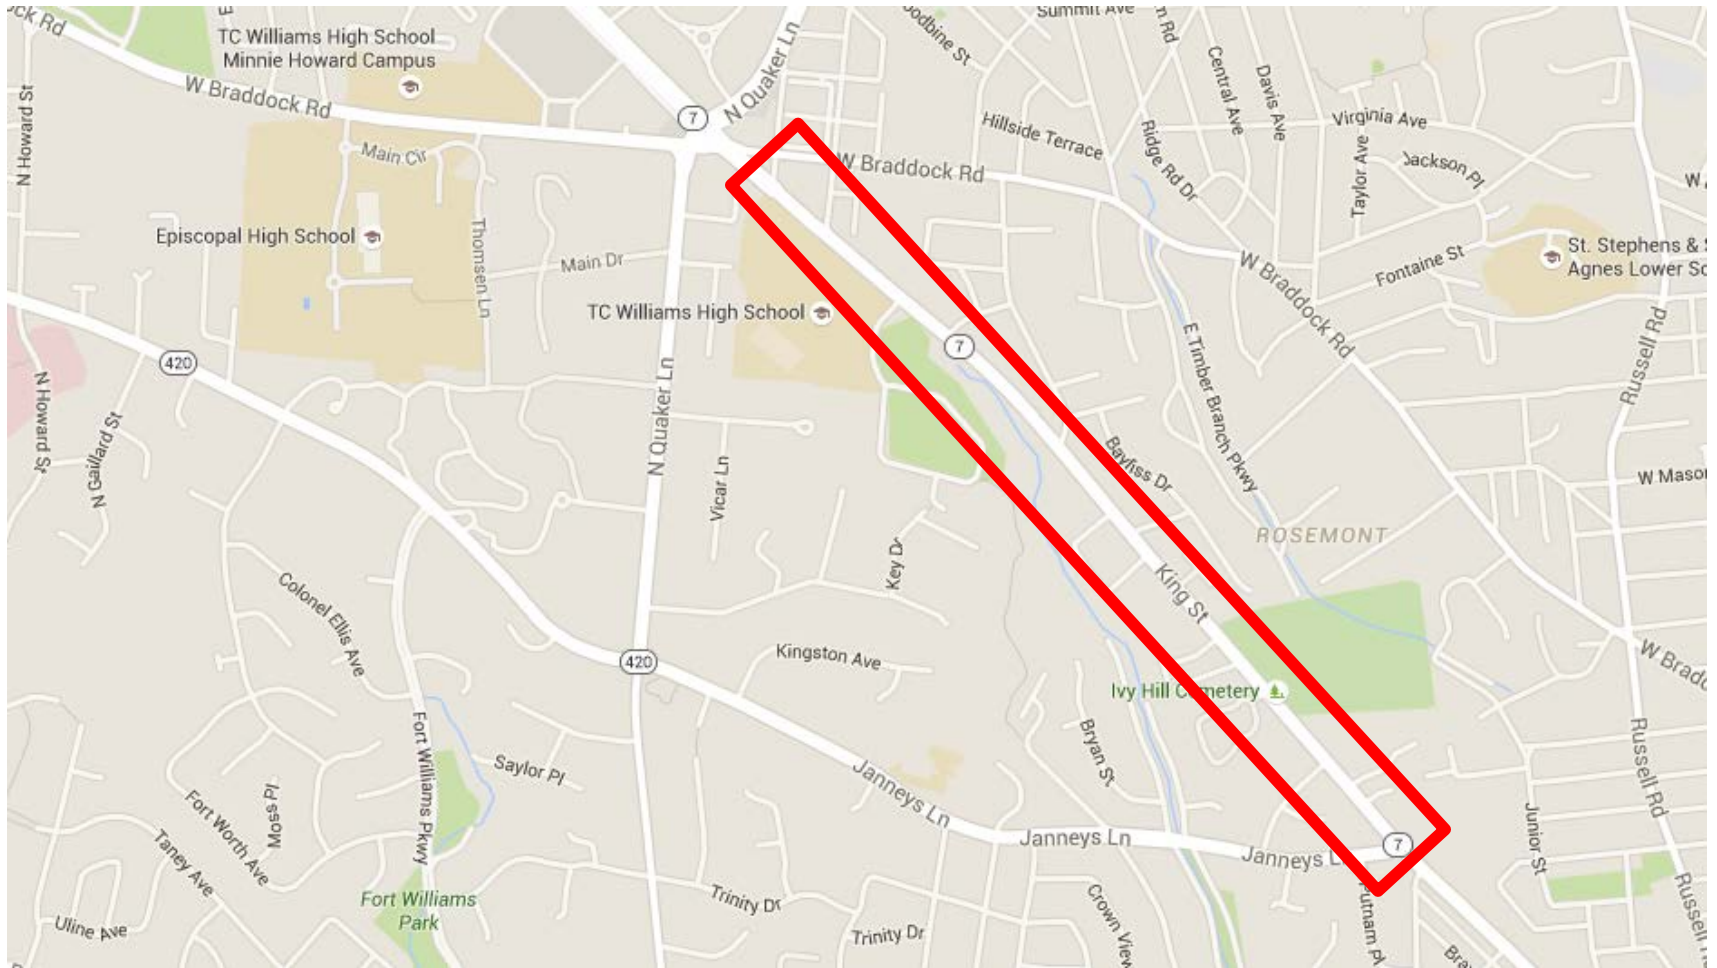 Summit Ave
TC Williams High School
Minnie Howard Campus
W Braddock Rd
N Quaker Ln
7
N Howard St
Central Ave
Davis Ave
Hillside Terrace
Virginia Ave
Ridge Rd Dr
Taylor Ave
Jackson Pl
Main Cir
W Braddock Rd
Episcopal High School
Thomsen Ln
Main Dr
St. Stephens &
Agnes Lower
Fontaine St
W Braddock Rd
TC Williams High School
7
E Timber Branch Pkwy
Russell Rd
420
N Howard St
N Gaillard St
N Quaker Ln
Vicar Ln
Bayliss Dr
W
ROSEMONT
Key Dr
King St
Colonel Ellis Ave
Kingston Ave
420
Ivy Hill Cemetery
W
Bryan St
Russell Rd
Fort Williams Pkwy
Saylor Pl
Janneys Ln
Moss Pl
Fort Worth Ave
Taney Ave
Janneys Ln
Janneys
7
Junior St
Trinity Dr
Fort Williams
Park
Crown View
Putnam Pl
Russell
Uline Ave
Trinity Dr